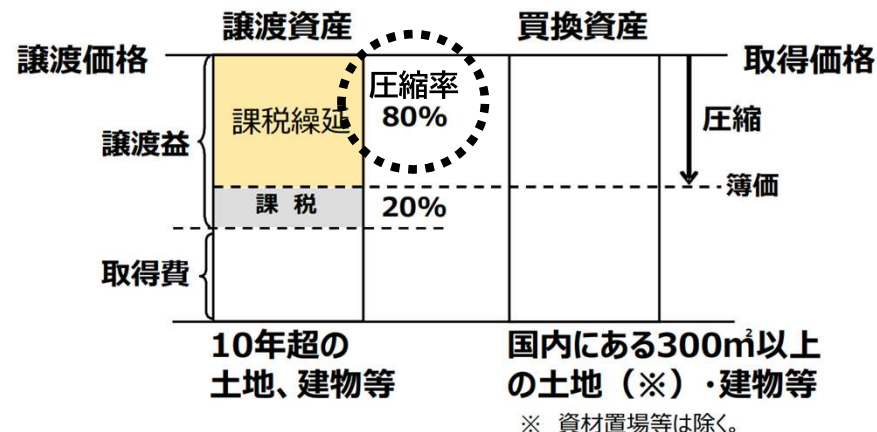 譲渡資産
買換資産
譲渡価格
取得価格
圧縮率
課税繰延
80%
圧縮
譲渡益
簿価
課 税
20%
取得費
10年超の
土地、建物等
国内にある300㎡以上
の土地（※）・建物等
※ 資材置場等は除く。